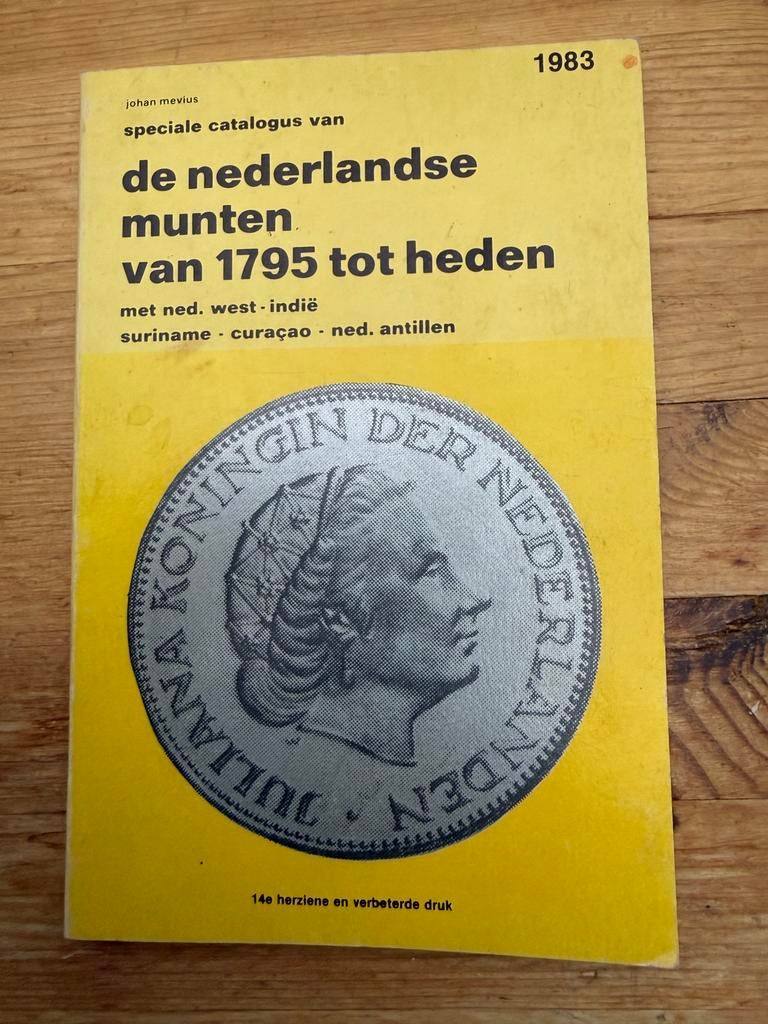 1983
johan mevius
speciale catalogus van
de nederlandse
munten
van 1795 tot heden
met ned. west-indië
suriname - curaçao - ned. antillen
JULIANA KONINGIN DER NEDERLANDEN ·
14e herziene en verbeterde druk